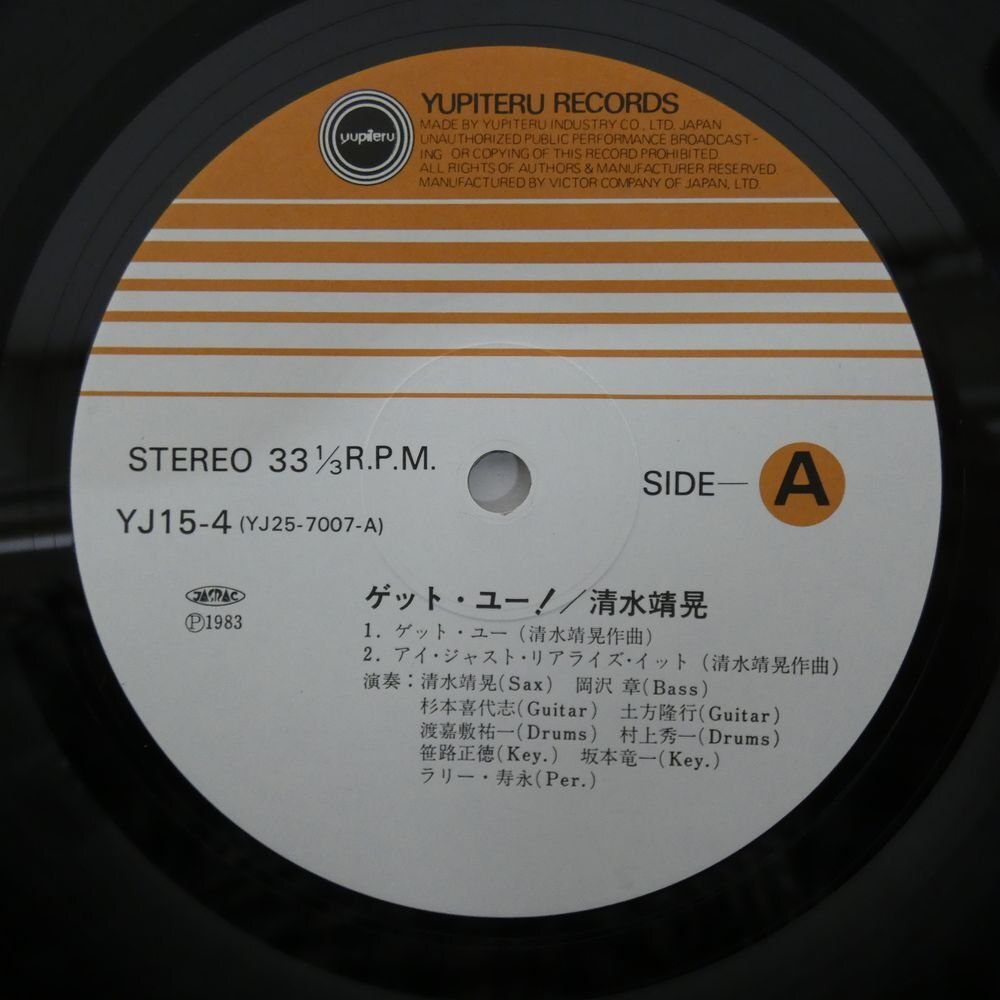 YUPITERU RECORDS
yupiteru
MADE BY YUPITERU INDUSTRY CO., LTD. JAPAN
UNAUTHORIZED PUBLIC PERFORMANCE BROADCAST-
ING OR COPYING OF THIS RECORD PROHIBITED
ALL RIGHTS OF AUTHORS & MANUFACTURER RESERVED.
MANUFACTURED BY VICTOR COMPANY OF JAPAN, LTD.
STEREO 33 1/3 R.P.M.
SIDE—A
YJ15-4 (YJ25-7007-A)
JASRAC
Ⓟ1983
ゲット・ユー!/清水靖晃
1. ゲット・ユー (清水靖晃作曲)
2. アイ・ジャスト・リアライズ・イット (清水靖晃作曲)
演奏:清水靖晃(Sax) 岡沢 章(Bass)
杉本喜代志(Guitar) 土方隆行(Guitar)
渡嘉敷祐一(Drums) 村上秀一(Drums)
笹路正徳(Key.) 坂本竜一(Key.)
ラリー・寿永(Per.)